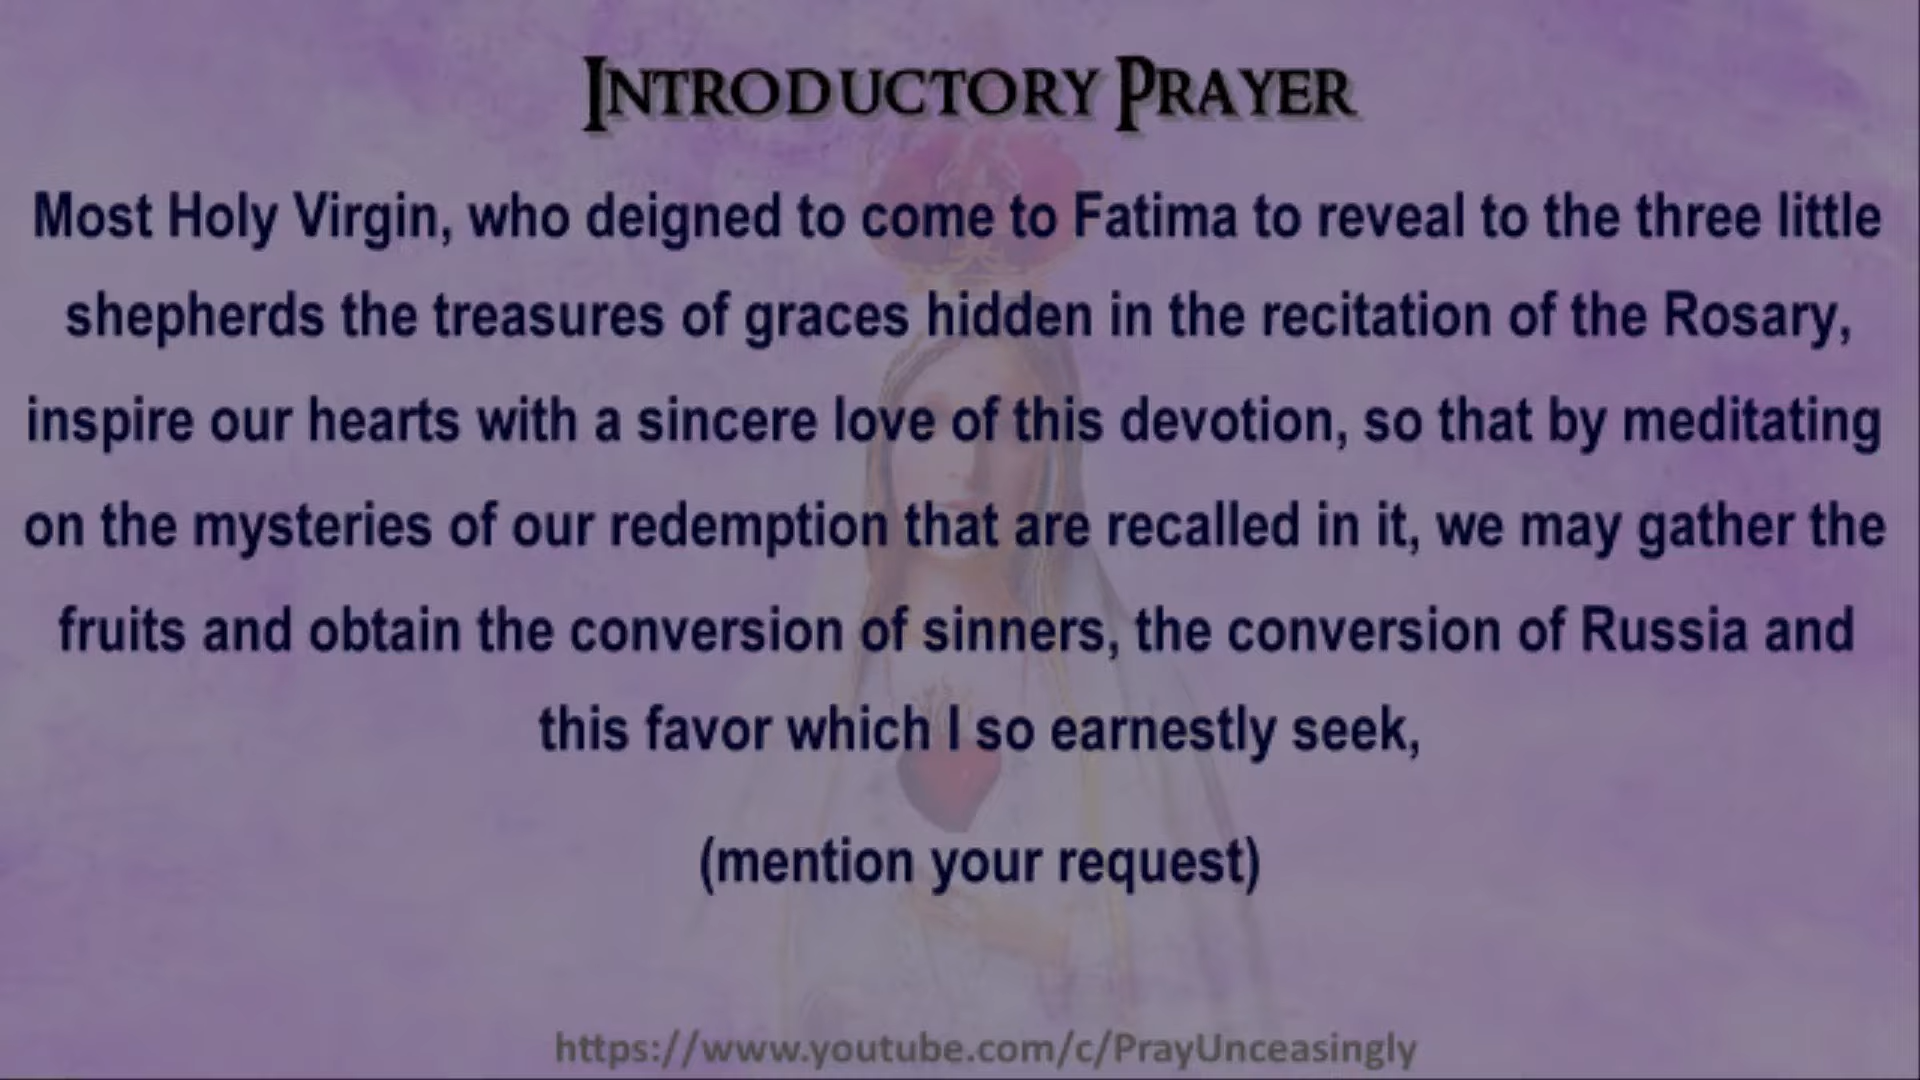 INTRODUCTORY PRAYER
Most Holy Virgin, who deigned to come to Fatima to reveal to the three little
shepherds the treasures of graces hidden in the recitation of the Rosary,
inspire our hearts with a sincere love of this devotion, so that by meditating
on the mysteries of our redemption that are recalled in it, we may gather the
fruits and obtain the conversion of sinners, the conversion of Russia and
this favor which I so earnestly seek,
(mention your request)
https://www.youtube.com/c/PrayUnceasingly